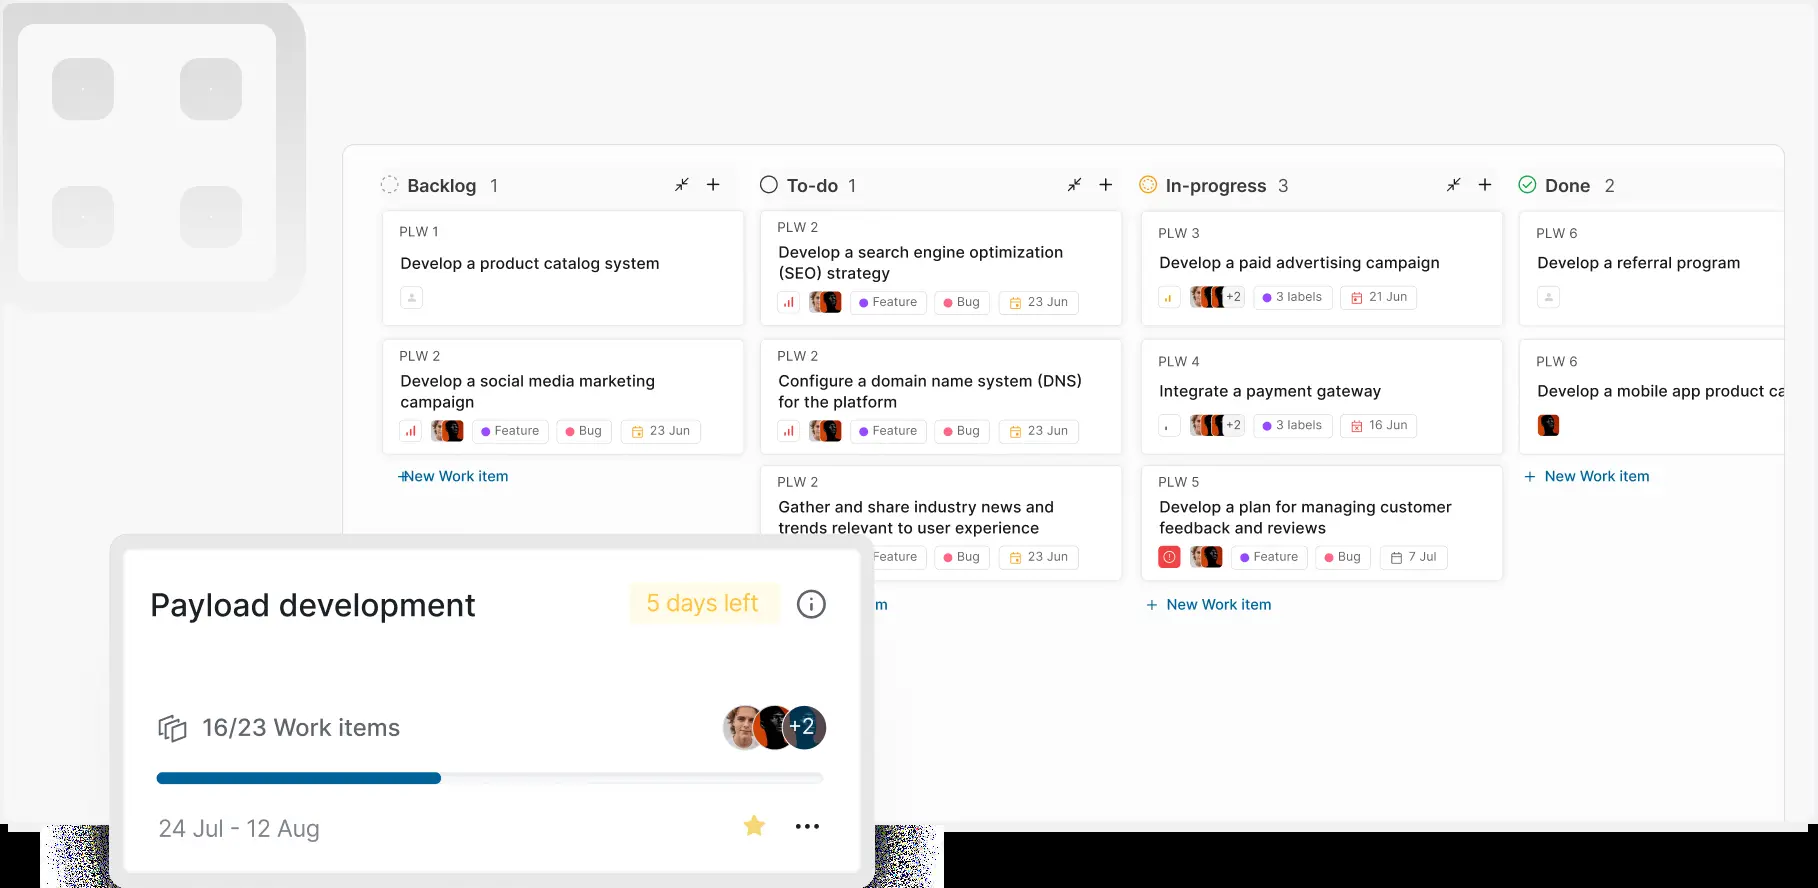 Backlog 1
PLW 1
Develop a product catalog system
PLW 2
Develop a social media marketing
campaign
Feature Bug 23 Jun
+New Work item
To-do 1
PLW 2
Develop a search engine optimization
(SEO) strategy
Feature Bug 23 Jun
PLW 2
Configure a domain name system (DNS)
for the platform
Feature Bug 23 Jun
PLW 2
Gather and share industry news and
trends relevant to user experience
Feature Bug 23 Jun
m
In-progress 3
PLW 3
Develop a paid advertising campaign
+2 3 labels 21 Jun
PLW 4
Integrate a payment gateway
+2 3 labels 16 Jun
PLW 5
Develop a plan for managing customer
feedback and reviews
Feature Bug 7 Jul
+ New Work item
Done 2
PLW 6
Develop a referral program
PLW 6
Develop a mobile app product ca
+ New Work item
Payload development 5 days left
16/23 Work items +2
24 Jul - 12 Aug